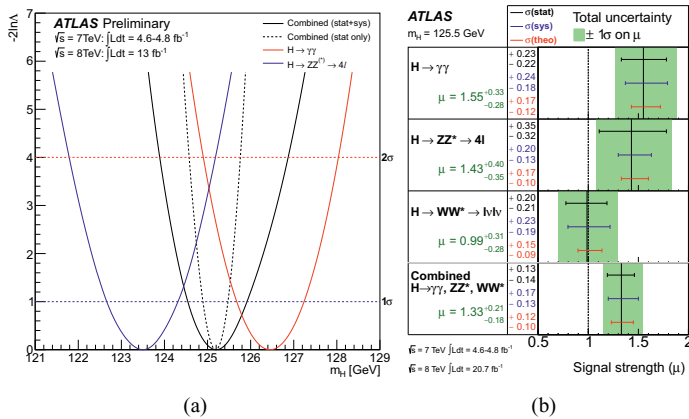 ATLAS Preliminary
√s = 7TeV: ∫Ldt = 4.6-4.8 fb⁻¹
√s = 8TeV: ∫Ldt = 13 fb⁻¹
Combined (stat+sys)
Combined (stat only)
H → γγ
H → ZZ(*) → 4l
-2lnΛ
7
6
5
4
3
2
1
0
2σ
1σ
121 122 123 124 125 126 127 128 129
m_H [GeV]
(a)
ATLAS
m_H = 125.5 GeV
σ(stat)
σ(sys)
σ(theo)
Total uncertainty
± 1σ on μ
H → γγ
μ = 1.55 +0.33 −0.28
+ 0.23
− 0.22
+ 0.24
− 0.18
+ 0.17
− 0.12
H → ZZ* → 4l
μ = 1.43 +0.40 −0.35
+ 0.35
− 0.32
+ 0.20
− 0.13
+ 0.17
− 0.10
H → WW* → lνlν
μ = 0.99 +0.31 −0.28
+ 0.20
− 0.21
+ 0.23
− 0.19
+ 0.15
− 0.09
Combined
H→γγ, ZZ*, WW*
μ = 1.33 +0.21 −0.18
+ 0.13
− 0.14
+ 0.17
− 0.13
+ 0.12
− 0.10
√s = 7 TeV ∫Ldt = 4.6-4.8 fb⁻¹
√s = 8 TeV ∫Ldt = 20.7 fb⁻¹
0.5 1 1.5 2
Signal strength (μ)
(b)